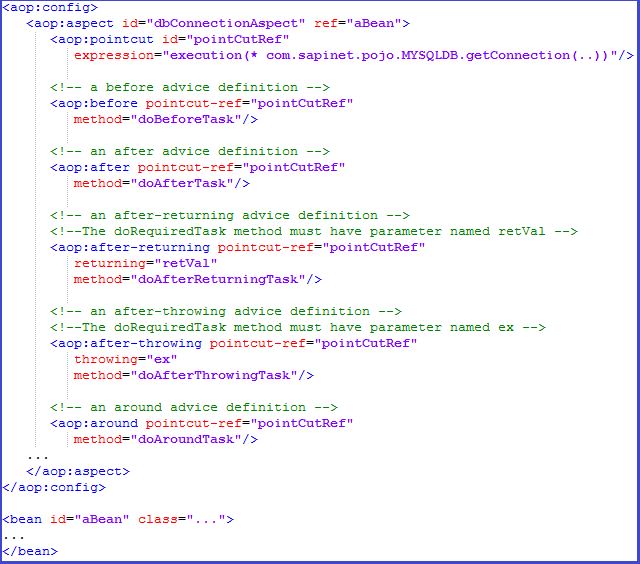 <aop:config>
<aop:aspect id="dbConnectionAspect" ref="aBean">
<aop:pointcut id="pointCutRef"
expression="execution(* com.sapinet.pojo.MYSQLDB.getConnection(..))"/>
<!-- a before advice definition -->
<aop:before pointcut-ref="pointCutRef"
method="doBeforeTask"/>
<!-- an after advice definition -->
<aop:after pointcut-ref="pointCutRef"
method="doAfterTask"/>
<!-- an after-returning advice definition -->
<!--The doRequiredTask method must have parameter named retVal -->
<aop:after-returning pointcut-ref="pointCutRef"
returning="retVal"
method="doAfterReturningTask"/>
<!-- an after-throwing advice definition -->
<!--The doRequiredTask method must have parameter named ex -->
<aop:after-throwing pointcut-ref="pointCutRef"
throwing="ex"
method="doAfterThrowingTask"/>
<!-- an around advice definition -->
<aop:around pointcut-ref="pointCutRef"
method="doAroundTask"/>
...
</aop:aspect>
</aop:config>
<bean id="aBean" class="...">
...
</bean>